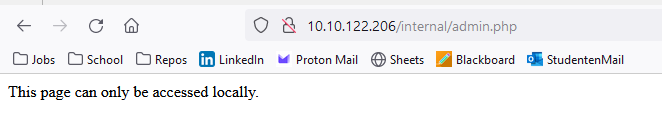 10.10.122.206/internal/admin.php
Jobs School Repos LinkedIn Proton Mail Sheets Blackboard StudentenMail
This page can only be accessed locally.